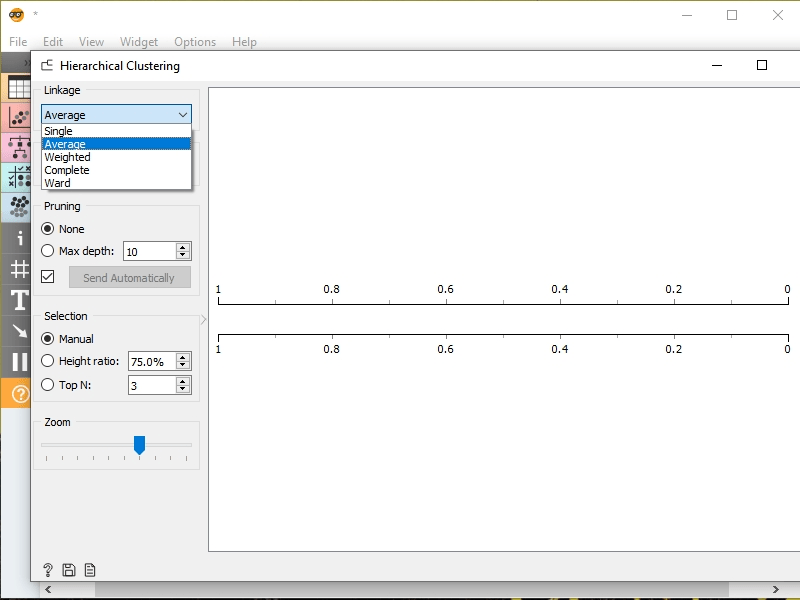 *
File Edit View Widget Options Help
Hierarchical Clustering
Linkage
Average
Single
Average
Weighted
Complete
Ward
Pruning
None
Max depth: 10
Send Automatically
Selection
Manual
Height ratio: 75.0%
Top N: 3
Zoom
1 0.8 0.6 0.4 0.2 0
1 0.8 0.6 0.4 0.2 0